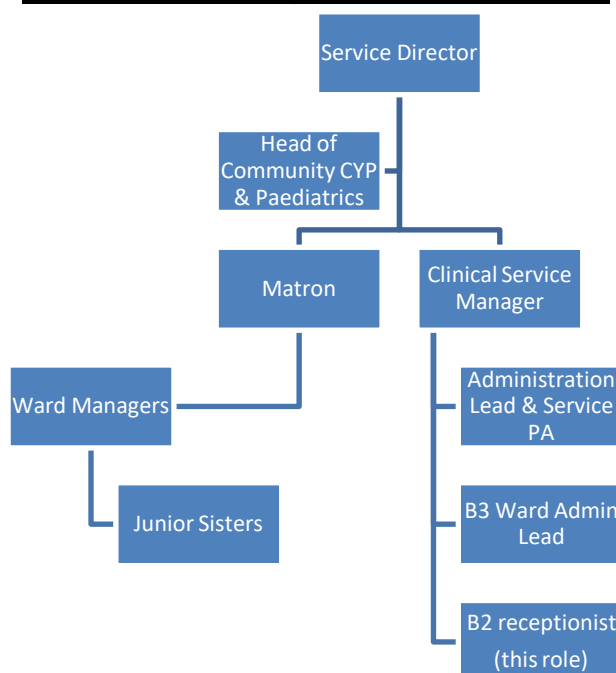 Service Director
Head of
Community CYP
& Paediatrics
Matron
Clinical Service
Manager
Ward Managers
Administration
Lead & Service
PA
Junior Sisters
B3 Ward Admin
Lead
B2 receptionist
(this role)